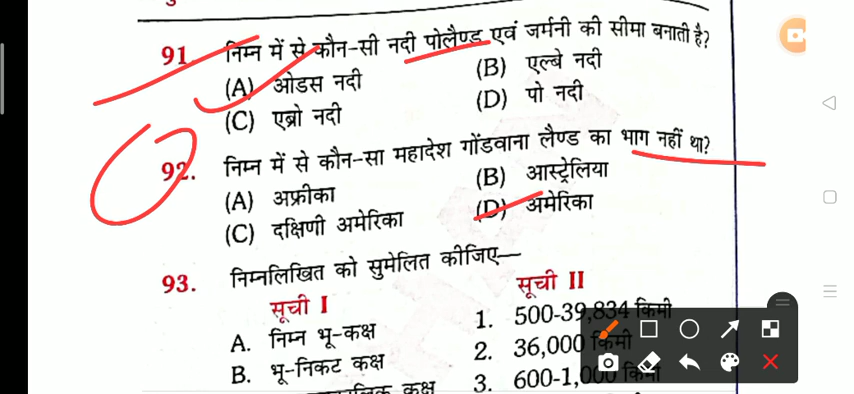 91. निम्न में से कौन-सी नदी पोलैण्ड एवं जर्मनी की सीमा बनाती है?
(A) ओडस नदी (B) एल्बे नदी
(C) एब्रो नदी (D) पो नदी
92. निम्न में से कौन-सा महादेश गोंडवाना लैण्ड का भाग नहीं था?
(A) अफ्रीका (B) आस्ट्रेलिया
(C) दक्षिणी अमेरिका (D) अमेरिका
93. निम्नलिखित को सुमेलित कीजिए—
सूची I सूची II
A. निम्न भू-कक्ष 1. 500-39,834 किमी
B. भू-निकट कक्ष 2. 36,000 किमी
कक्ष 3. 600-1,000 किमी